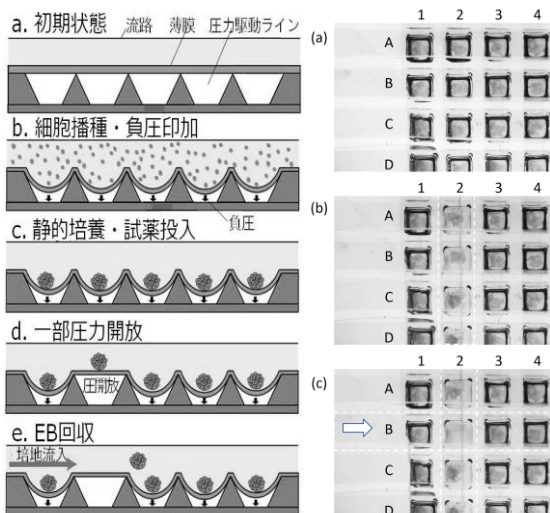 a. 初期状態
流路 薄膜 圧力駆動ライン
b. 細胞播種・負圧印加
負圧
c. 静的培養・試薬投入
d. 一部圧力開放
圧開放
e. EB回収
培地流入
(a)
1 2 3 4
A
B
C
D
(b)
1 2 3 4
A
B
C
D
(c)
1 2 3 4
A
B
C
D